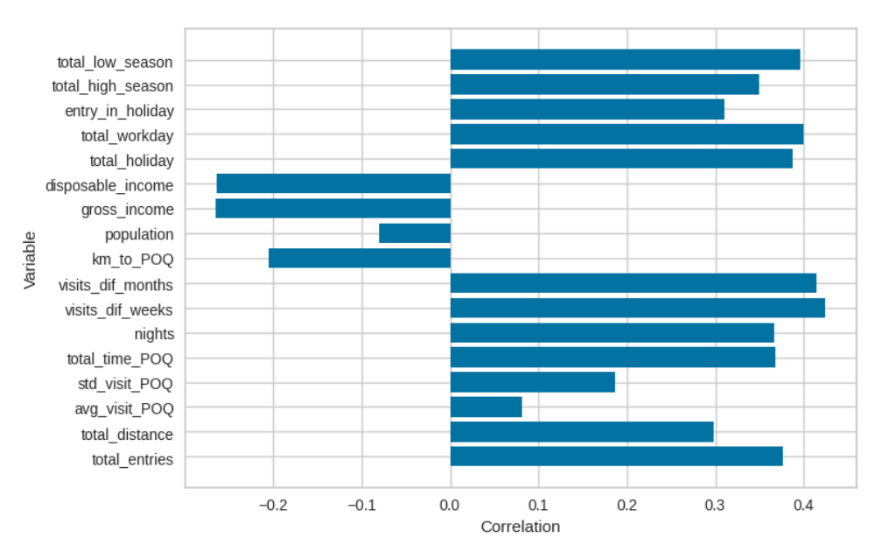 total_low_season
total_high_season
entry_in_holiday
total_workday
total_holiday
disposable_income
gross_income
population
km_to_POQ
visits_dif_months
visits_dif_weeks
nights
total_time_POQ
std_visit_POQ
avg_visit_POQ
total_distance
total_entries
Variable
−0.2 −0.1 0.0 0.1 0.2 0.3 0.4
Correlation